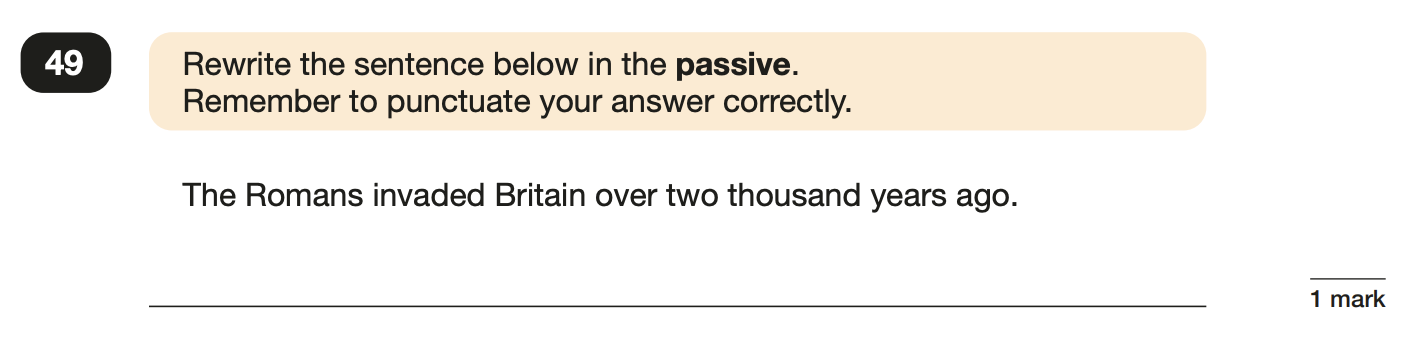 49
Rewrite the sentence below in the passive.
Remember to punctuate your answer correctly.
The Romans invaded Britain over two thousand years ago.
1 mark